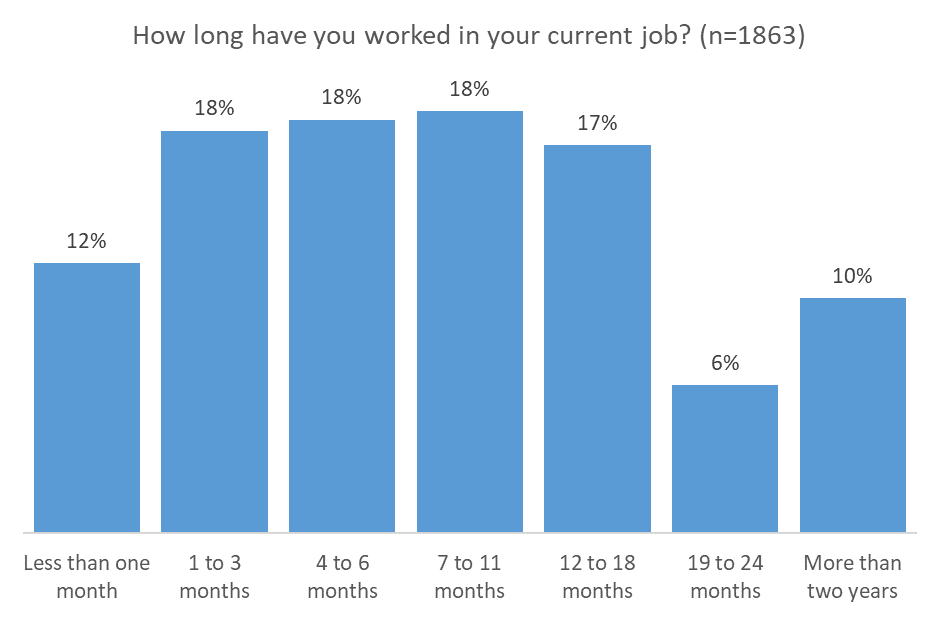 How long have you worked in your current job? (n=1863)
12%
18%
18%
18%
17%
6%
10%
Less than one
month
1 to 3
months
4 to 6
months
7 to 11
months
12 to 18
months
19 to 24
months
More than
two years